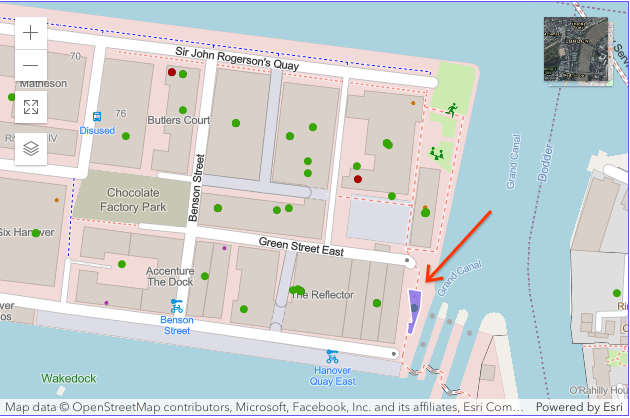 Sir John Rogerson's Quay
LONDON
70
Matheson
76
Butlers Court
Disused
IV
Grand Canal
Dodder
Benson Street
Chocolate
Factory Park
Six Hanover
Green Street East
Grand Canal
Accenture
The Dock
The Reflector
Benson
Street
Hanover
Quay East
Wakedock
O'Rahilly Hou
Map data © OpenStreetMap contributors, Microsoft, Facebook, Inc. and its affiliates, Esri Com...
Powered by Esri